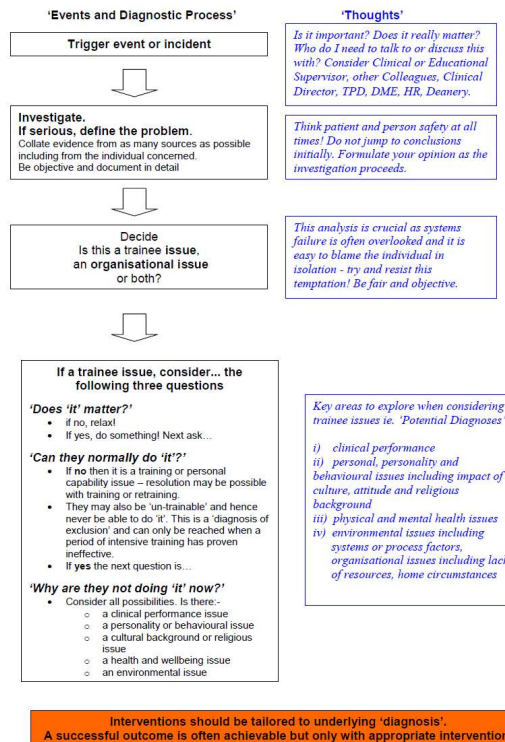 ‘Events and Diagnostic Process’
‘Thoughts’
Trigger event or incident
Is it important? Does it really matter?
Who do I need to talk to or discuss this
with? Consider Clinical or Educational
Supervisor, other Colleagues, Clinical
Director, TPD, DME, HR, Deanery.
Investigate.
If serious, define the problem.
Collate evidence from as many sources as possible
including from the individual concerned.
Be objective and document in detail
Think patient and person safety at all
times! Do not jump to conclusions
initially. Formulate your opinion as the
investigation proceeds.
Decide
Is this a trainee issue,
an organisational issue
or both?
This analysis is crucial as systems
failure is often overlooked and it is
easy to blame the individual in
isolation - try and resist this
temptation! Be fair and objective.
If a trainee issue, consider... the
following three questions
‘Does ‘it’ matter?’
• if no, relax!
• If yes, do something! Next ask…
‘Can they normally do ‘it’?’
• If no then it is a training or personal
capability issue – resolution may be possible
with training or retraining.
• They may also be ‘un-trainable’ and hence
never be able to do ‘it’. This is a ‘diagnosis of
exclusion’ and can only be reached when a
period of intensive training has proven
ineffective.
• If yes the next question is…
‘Why are they not doing ‘it’ now?’
• Consider all possibilities. Is there:-
o a clinical performance issue
o a personality or behavioural issue
o a cultural background or religious
issue
o a health and wellbeing issue
o an environmental issue
Key areas to explore when considering
trainee issues ie. ‘Potential Diagnoses’
i) clinical performance
ii) personal, personality and
behavioural issues including impact of
culture, attitude and religious
background
iii) physical and mental health issues
iv) environmental issues including
systems or process factors,
organisational issues including lack
of resources, home circumstances
Interventions should be tailored to underlying ‘diagnosis’.
A successful outcome is often achievable but only with appropriate intervention